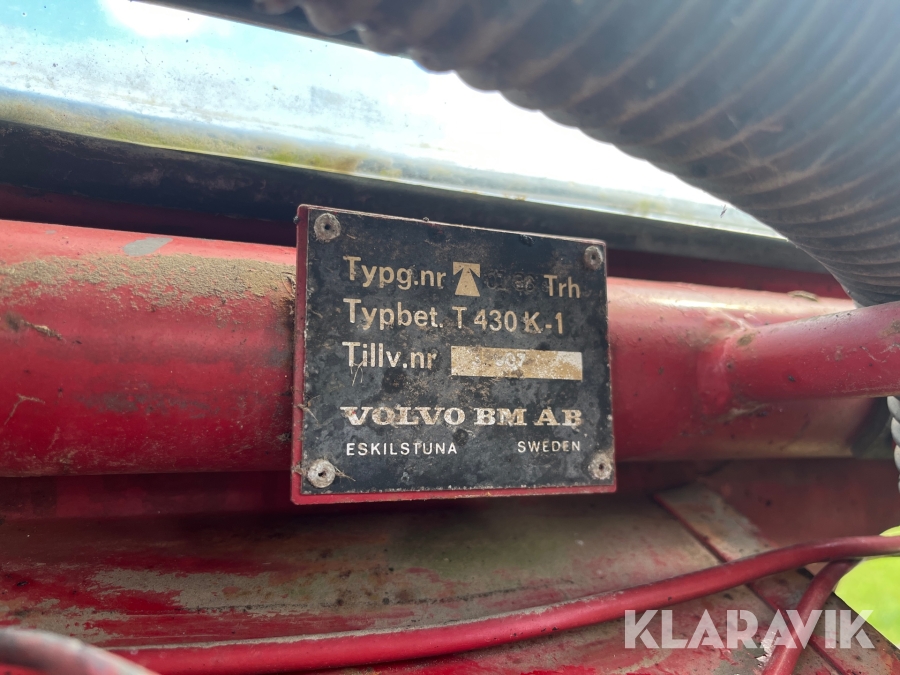 Typg.nr Trh
Typbet. T 430 K-1
Tillv.nr
VOLVO BM AB
ESKILSTUNA SWEDEN
KLARAVIK